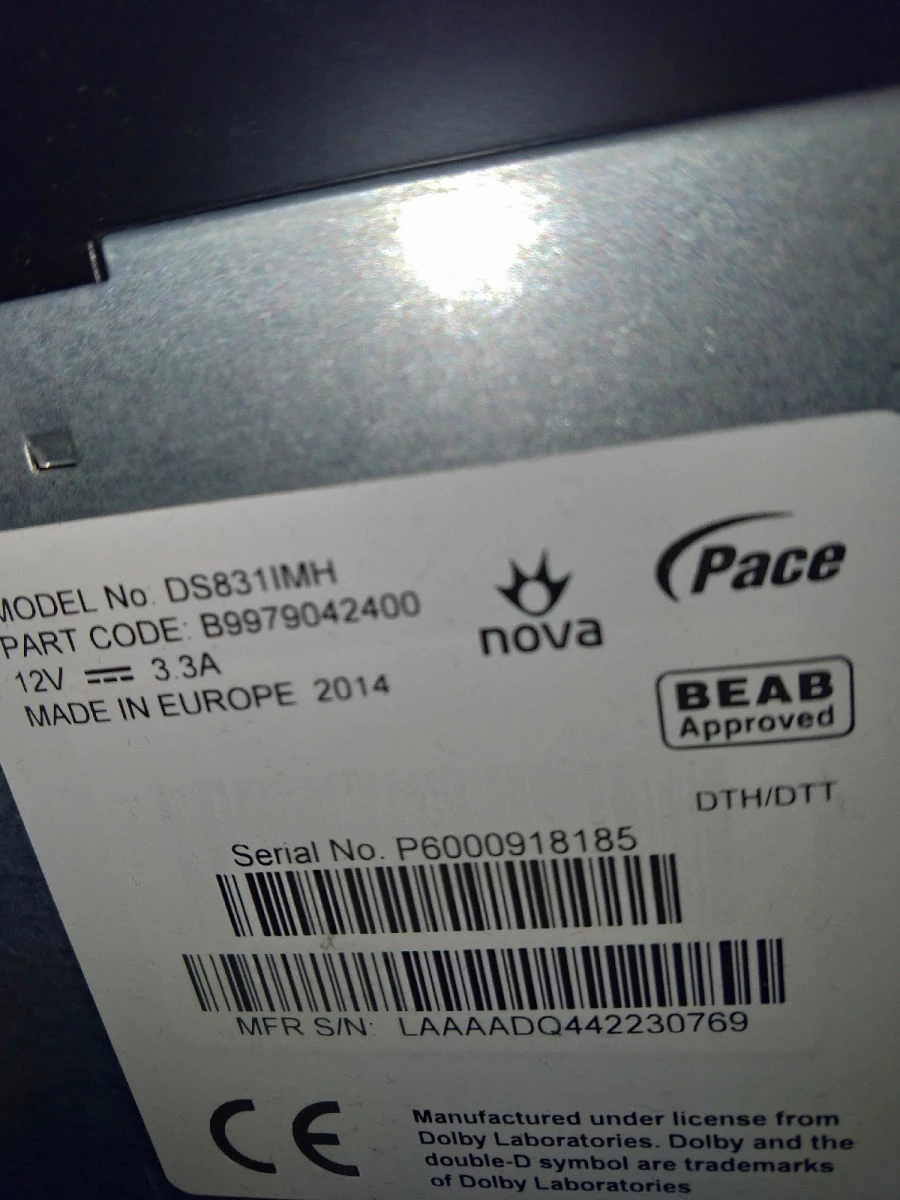 MODEL No. DS831IMH
PART CODE: B9979042400
12V 3.3A
MADE IN EUROPE 2014
nova
Pace
BEAB
Approved
DTH/DTT
Serial No. P6000918185
MFR S/N: LAAAADQ442230769
CE
Manufactured under license from
Dolby Laboratories. Dolby and the
double-D symbol are trademarks
of Dolby Laboratories